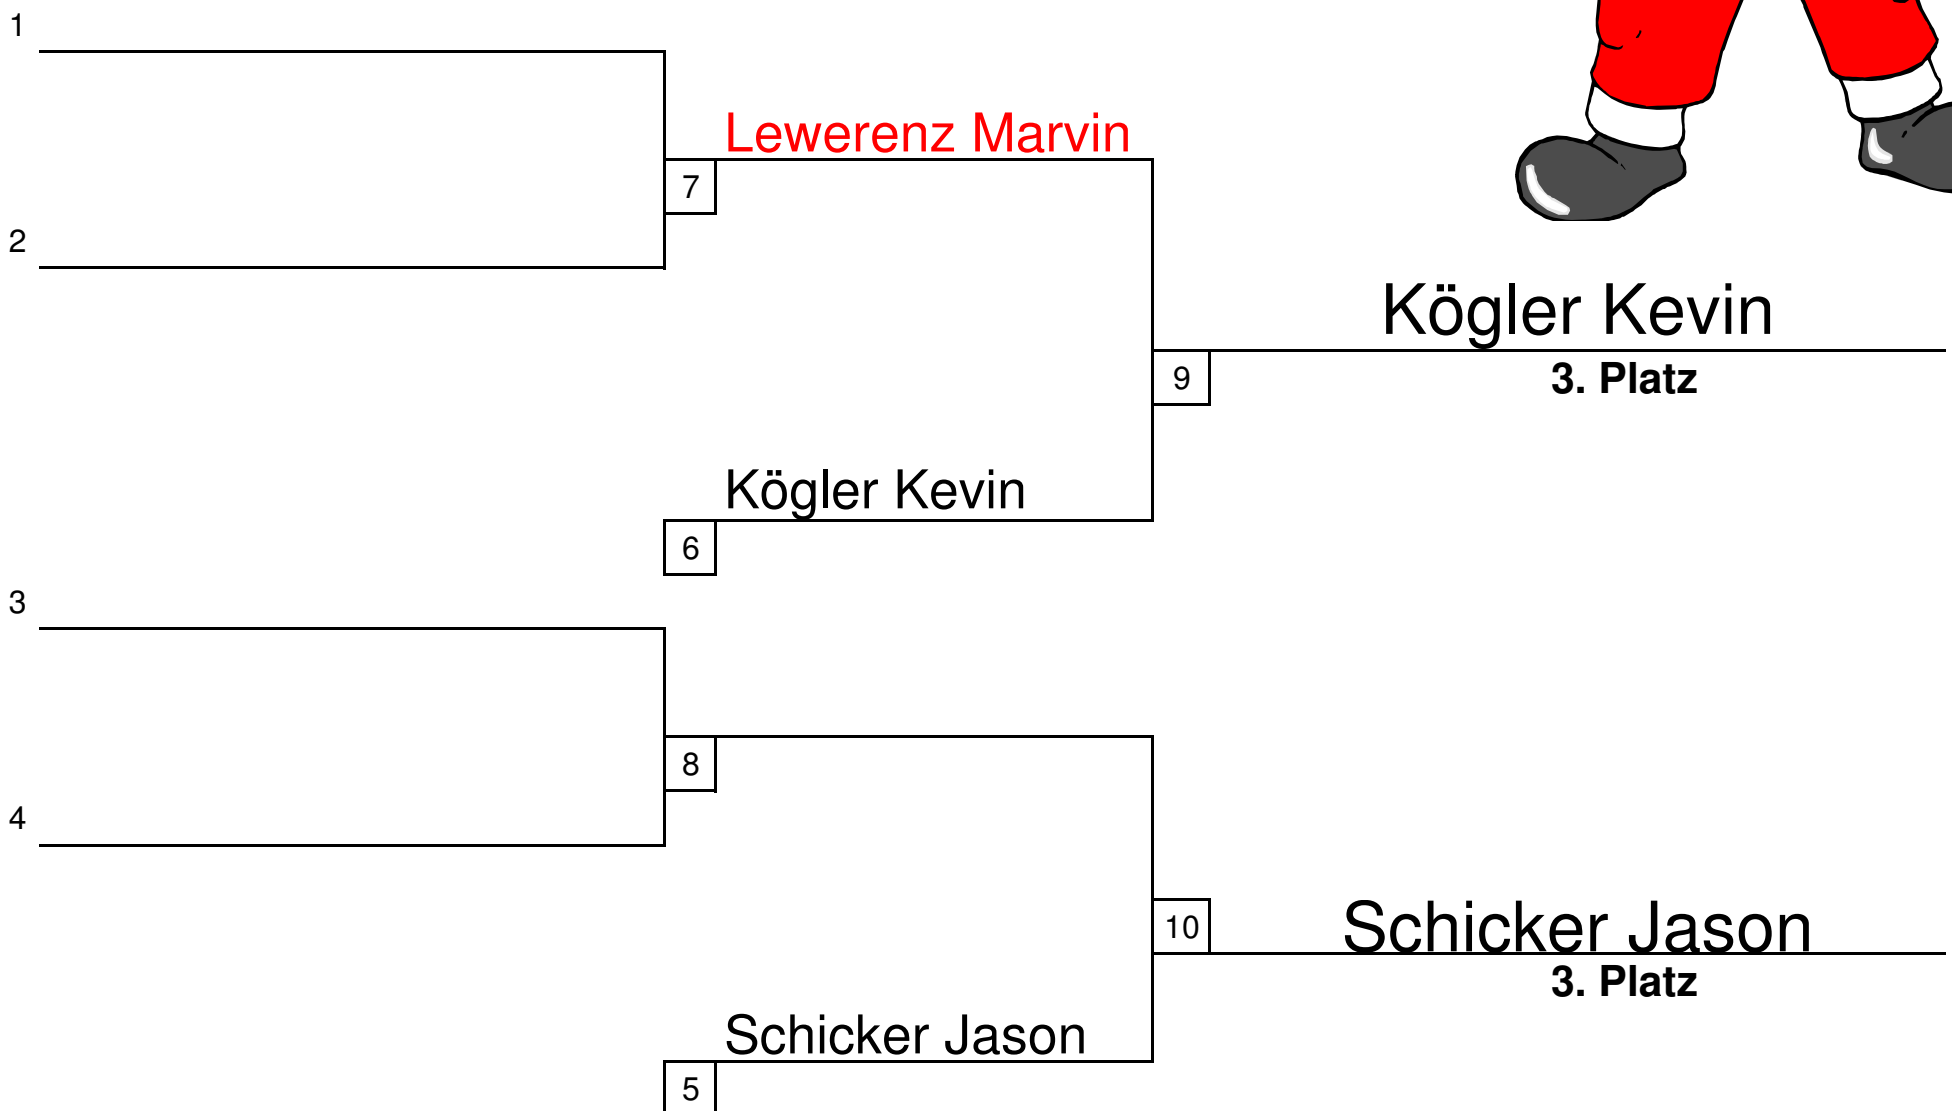 1
Lewerenz Marvin
7
2
Kögler Kevin
3. Platz
9
Kögler Kevin
6
3
8
4
10
Schicker Jason
3. Platz
Schicker Jason
5